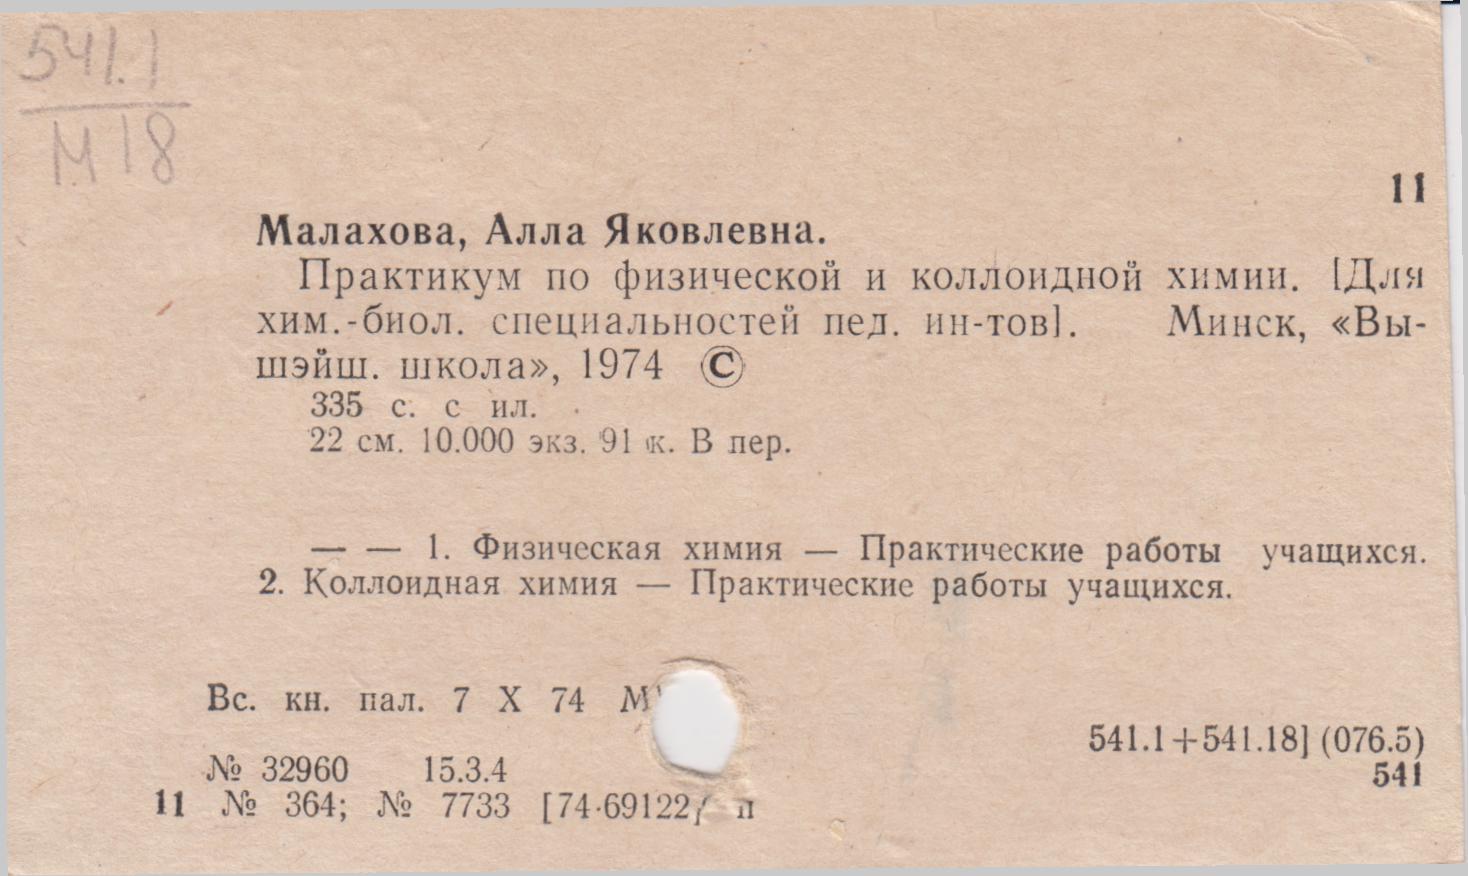 541.1
М 18
11
Малахова, Алла Яковлевна.
Практикум по физической и коллоидной химии. [Для
хим.-биол. специальностей пед. ин-тов]. Минск, «Вы-
шэйш. школа», 1974 ©
335 с. с ил.
22 см. 10.000 экз. 91 к. В пер.
— — 1. Физическая химия — Практические работы учащихся.
2. Коллоидная химия — Практические работы учащихся.
Вс. кн. пал. 7 X 74
541.1+541.18] (076.5)
№ 32960 15.3.4
541
11 № 364; № 7733 [74-69122/ п